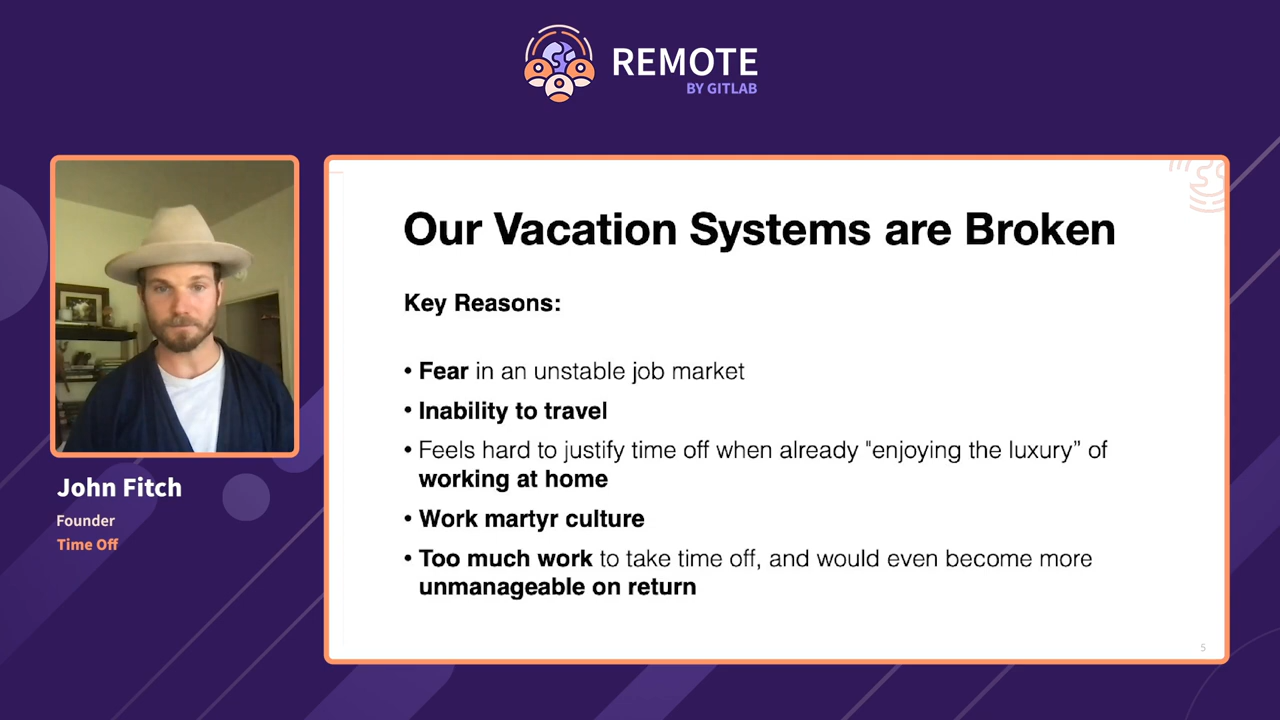 REMOTE
BY GITLAB
Our Vacation Systems are Broken
Key Reasons:
• Fear in an unstable job market
• Inability to travel
• Feels hard to justify time off when already "enjoying the luxury” of
working at home
• Work martyr culture
• Too much work to take time off, and would even become more
unmanageable on return
5
John Fitch
Founder
Time Off